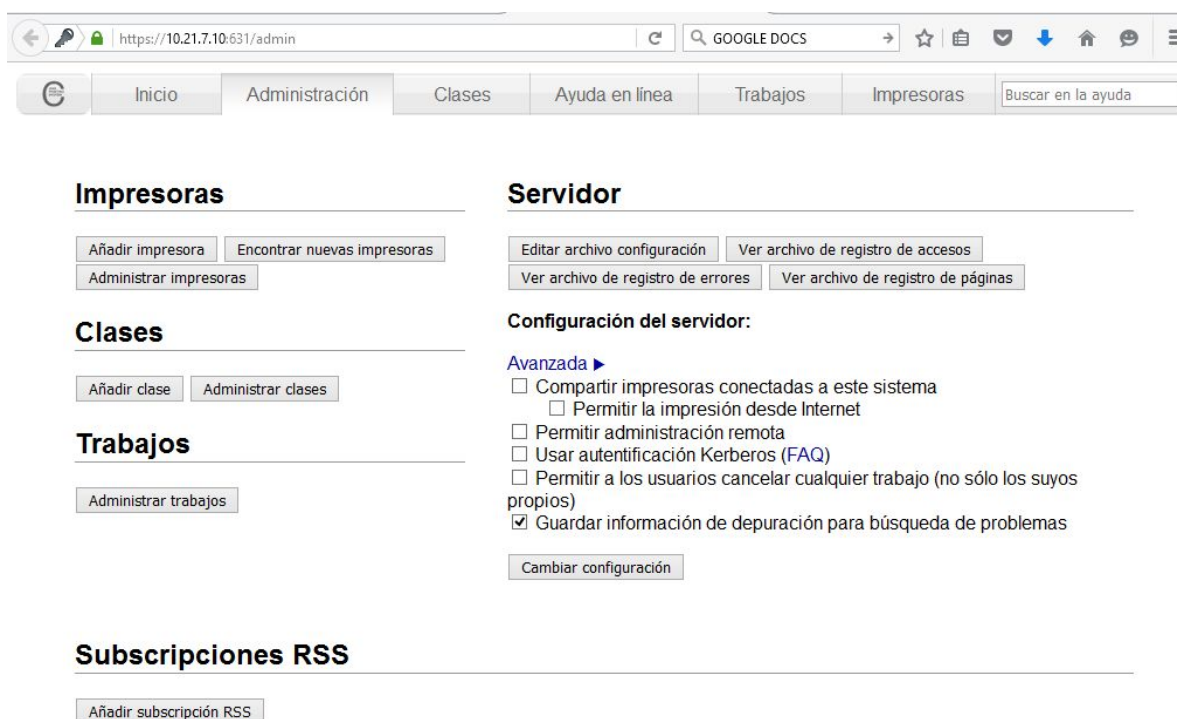 https://10.21.7.10:631/admin
GOOGLE DOCS
Inicio
Administración
Clases
Ayuda en línea
Trabajos
Impresoras
Buscar en la ayuda
Impresoras
Añadir impresora
Encontrar nuevas impresoras
Administrar impresoras
Clases
Añadir clase
Administrar clases
Trabajos
Administrar trabajos
Servidor
Editar archivo configuración
Ver archivo de registro de accesos
Ver archivo de registro de errores
Ver archivo de registro de páginas
Configuración del servidor:
Avanzada ▶
Compartir impresoras conectadas a este sistema
Permitir la impresión desde Internet
Permitir administración remota
Usar autentificación Kerberos (FAQ)
Permitir a los usuarios cancelar cualquier trabajo (no sólo los suyos
propios)
Guardar información de depuración para búsqueda de problemas
Cambiar configuración
Subscripciones RSS
Añadir subscripción RSS